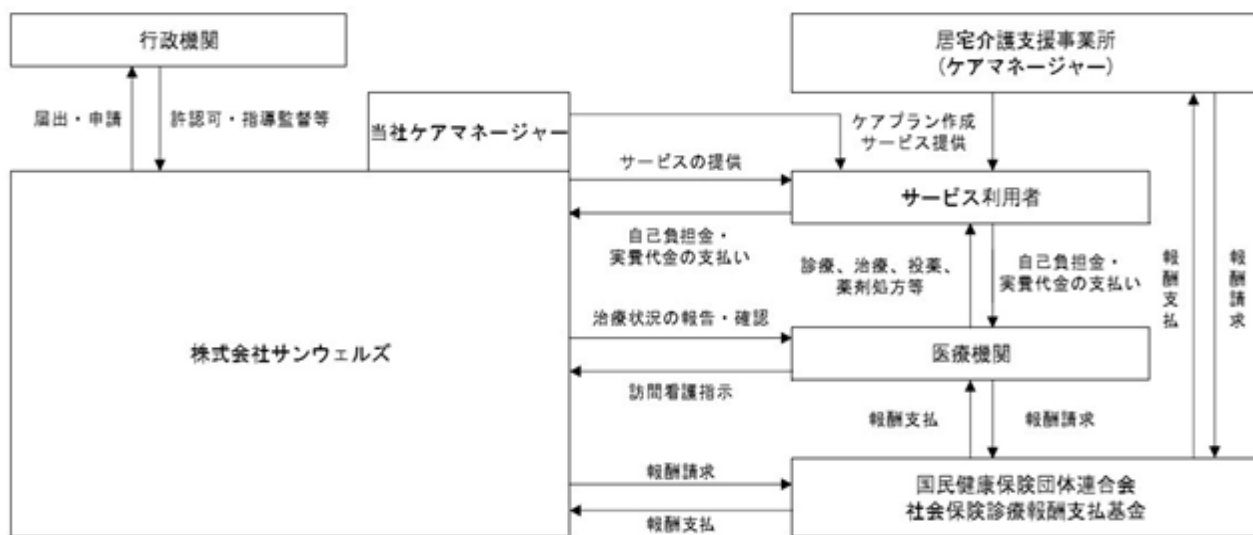 行政機関
居宅介護支援事業所
(ケアマネージャー)
届出・申請
許認可・指導監督等
当社ケアマネージャー
ケアプラン作成
サービス提供
サービスの提供
サービス利用者
自己負担金・
実費代金の支払い
診療、治療、投薬、
薬剤処方等
自己負担金・
実費代金の支払い
報酬支払
報酬請求
株式会社サンウェルズ
治療状況の報告・確認
医療機関
訪問看護指示
報酬支払
報酬請求
報酬請求
国民健康保険団体連合会
社会保険診療報酬支払基金
報酬支払